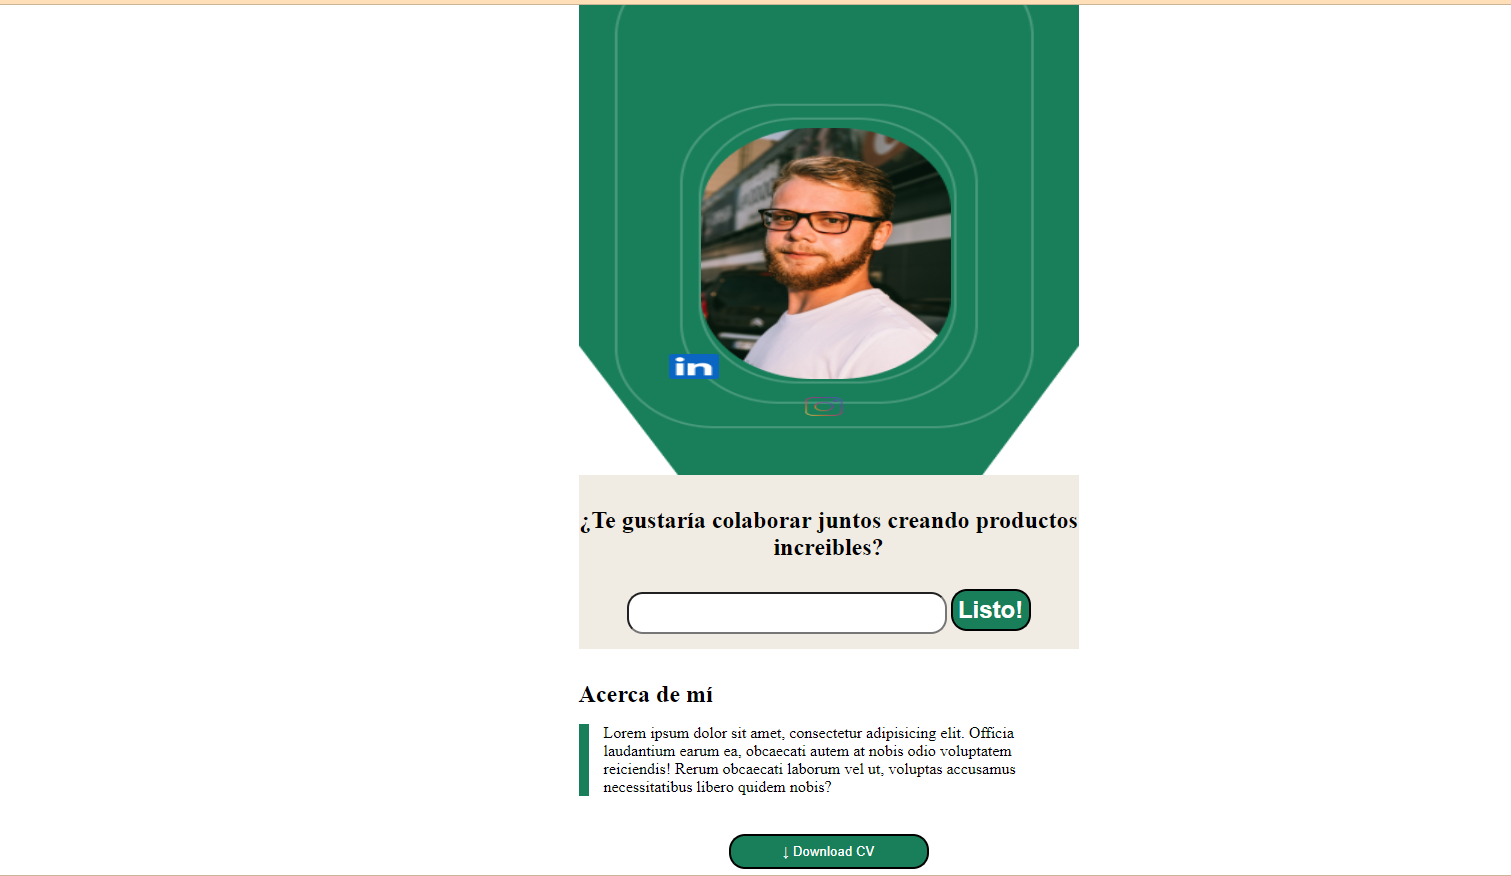 in
¿Te gustaría colaborar juntos creando productos
increibles?
Listo!
Acerca de mí
Lorem ipsum dolor sit amet, consectetur adipisicing elit. Officia
laudantium earum ea, obcaecati autem at nobis odio voluptatem
reiciendis! Rerum obcaecati laborum vel ut, voluptas accusamus
necessitatibus libero quidem nobis?
↓ Download CV